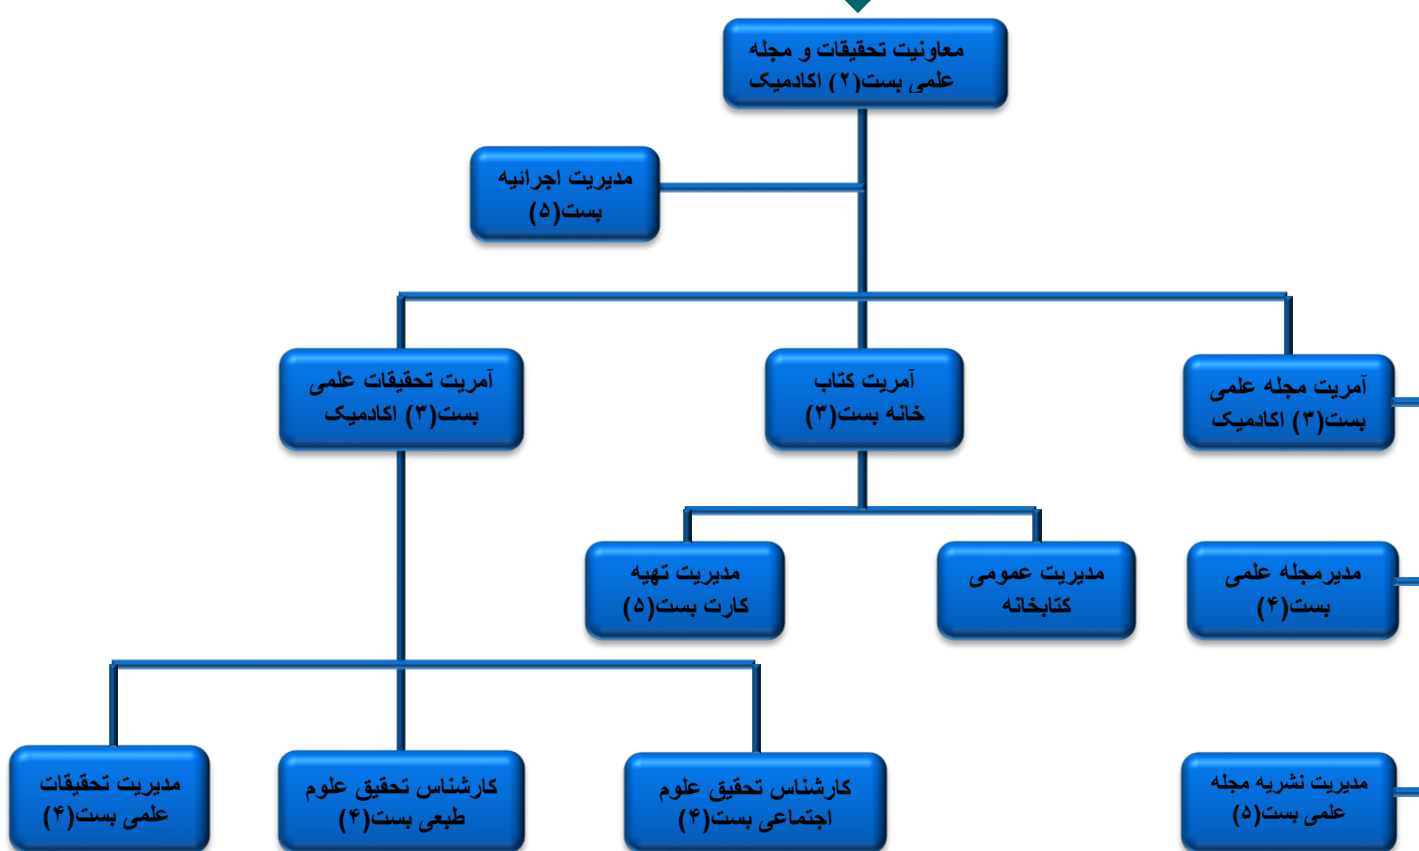 معاونیت تحقیقات و مجله
علمی بست(۲) اکادمیک
مدیریت اجرائیه
بست(۵)
آمریت مجله علمی
بست(۳) اکادمیک
آمریت کتاب
خانه بست(۳)
آمریت تحقیقات علمی
بست(۳) اکادمیک
مدیرمجله علمی
بست(۴)
مدیریت عمومی
کتابخانه
مدیریت تهیه
کارت بست(۵)
مدیریت نشریه مجله
علمی بست(۵)
کارشناس تحقیق علوم
اجتماعی بست(۴)
کارشناس تحقیق علوم
طبعی بست(۴)
مدیریت تحقیقات
علمی بست(۴)